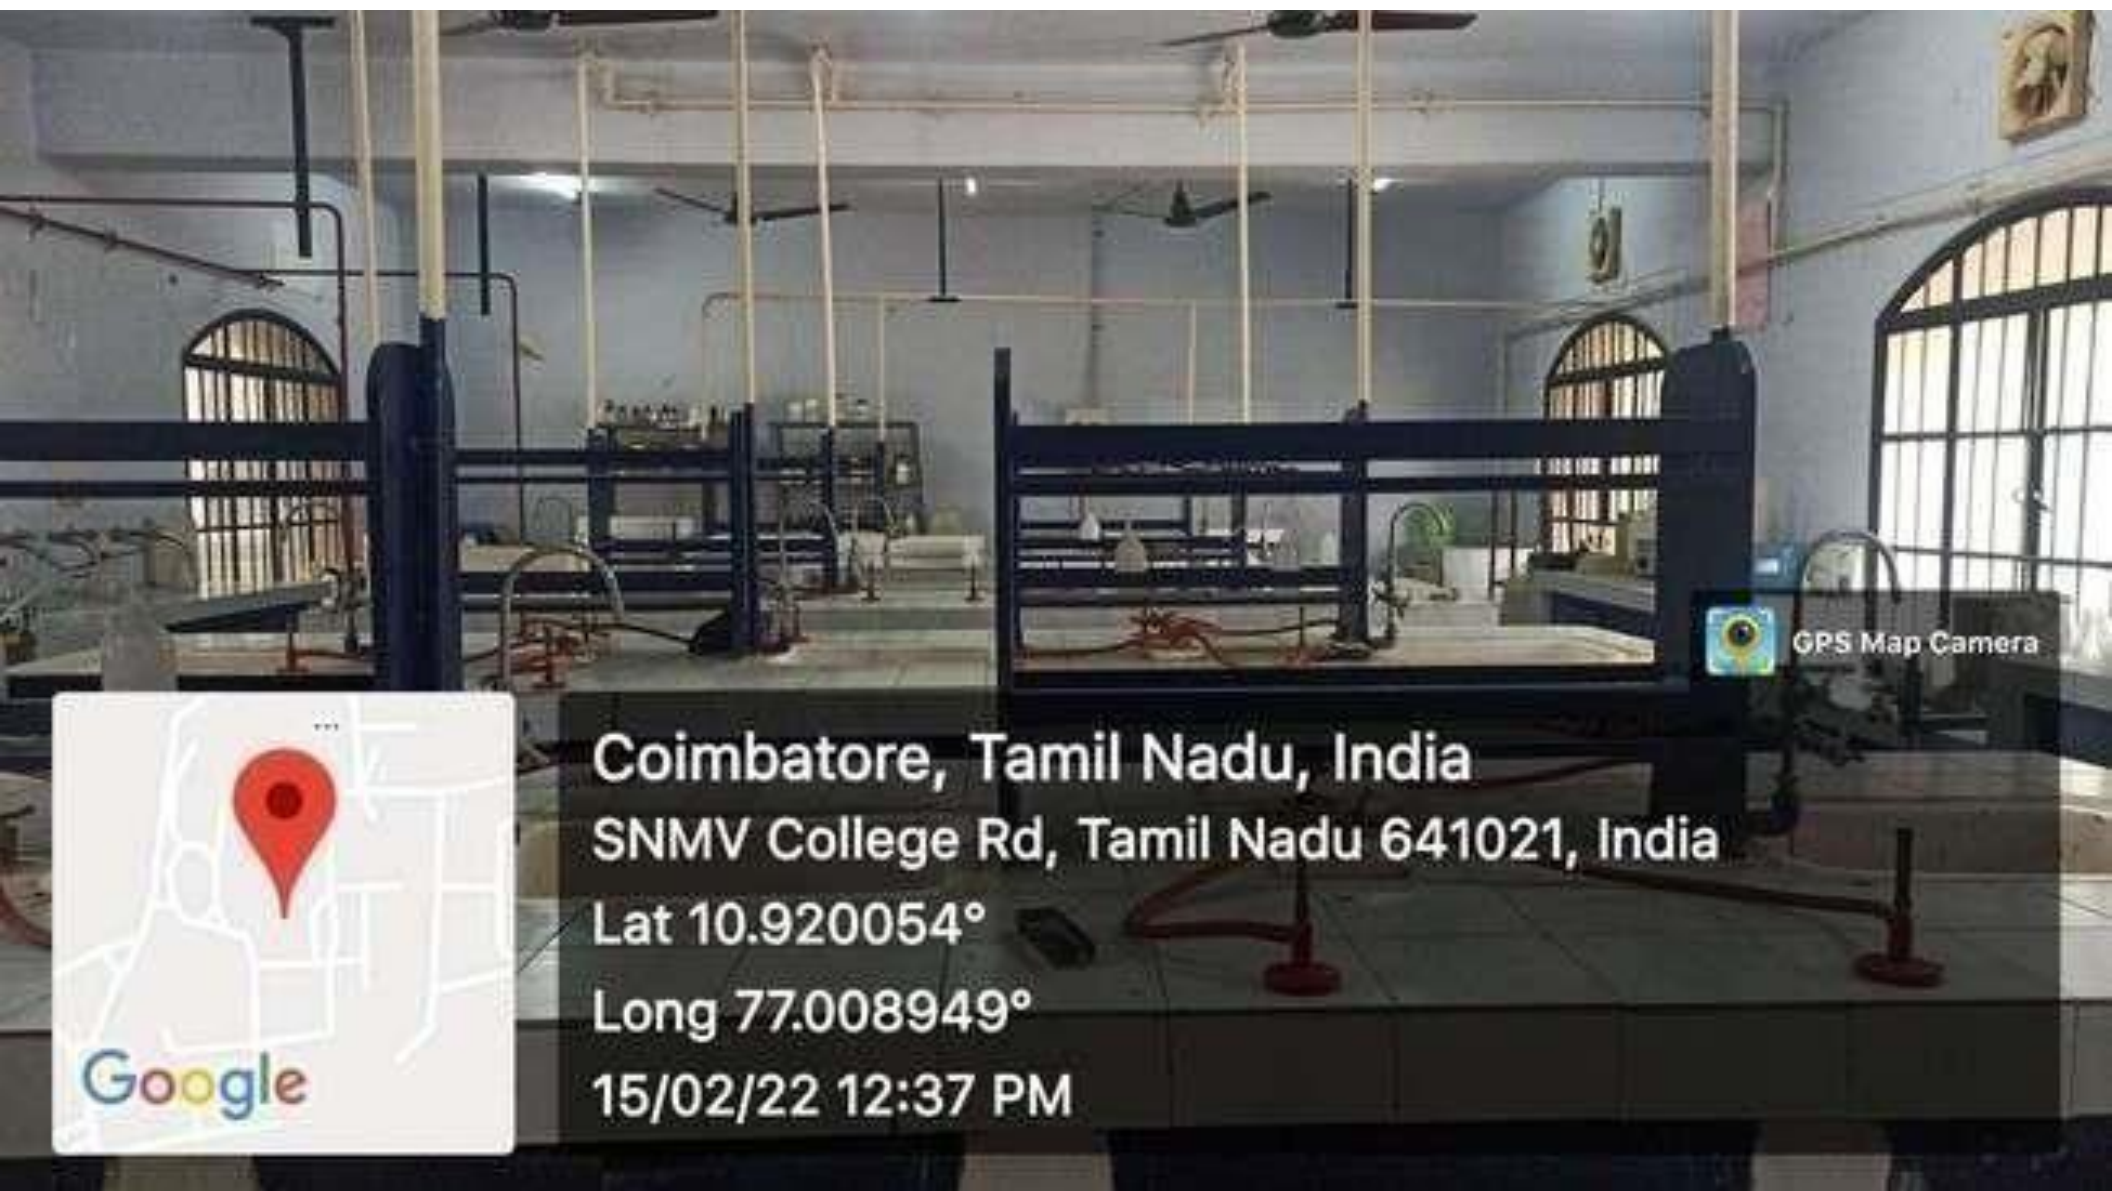 GPS Map Camera
Coimbatore, Tamil Nadu, India
SNMV College Rd, Tamil Nadu 641021, India
Lat 10.920054°
Long 77.008949°
15/02/22 12:37 PM
Google